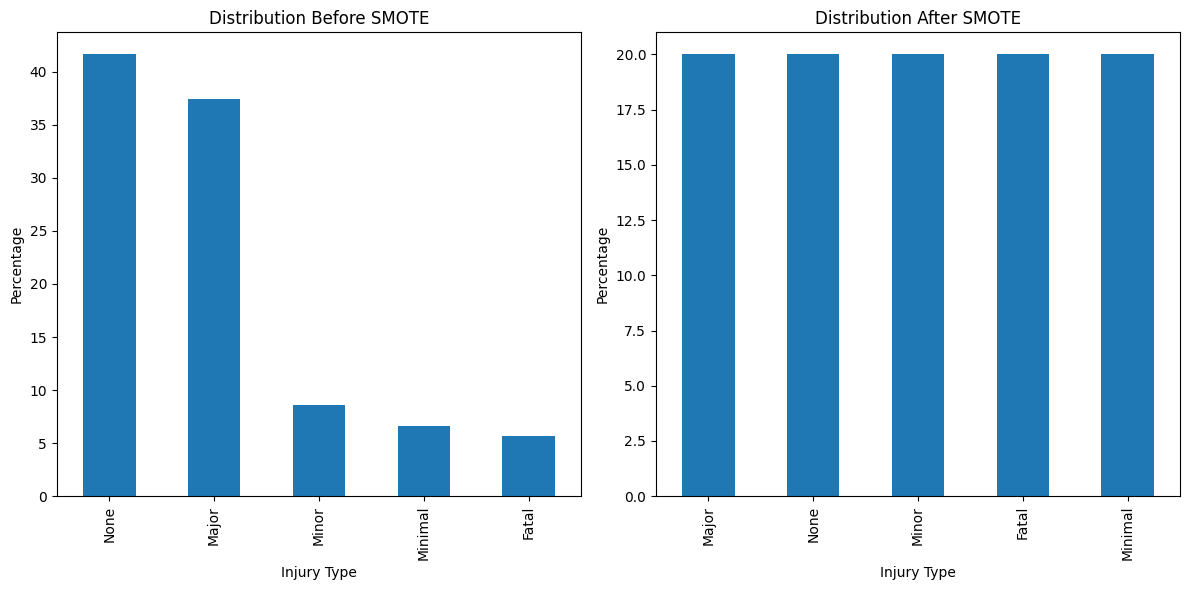 Distribution Before SMOTE
Percentage
40
35
30
25
20
15
10
5
0
None
Major
Minor
Minimal
Fatal
Injury Type
Distribution After SMOTE
Percentage
20.0
17.5
15.0
12.5
10.0
7.5
5.0
2.5
0.0
Major
None
Minor
Fatal
Minimal
Injury Type